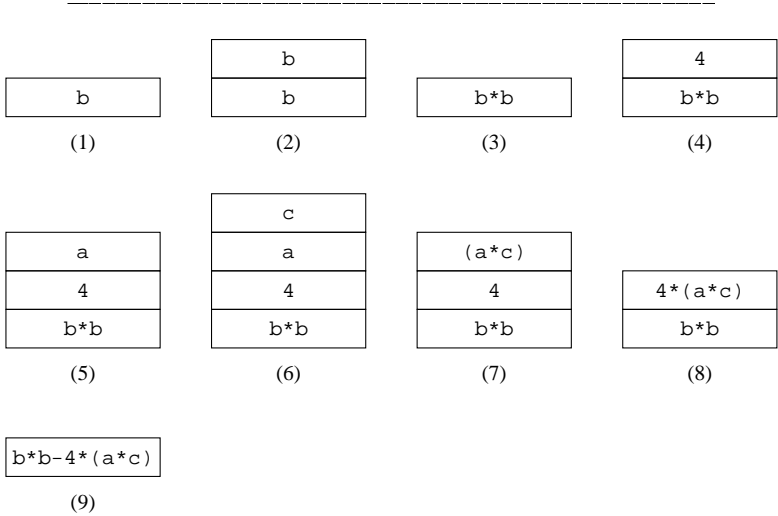 b
b
b
b*b
4
b*b
(1)
(2)
(3)
(4)
a
4
b*b
c
a
4
b*b
(a*c)
4
b*b
4*(a*c)
b*b
(5)
(6)
(7)
(8)
b*b-4*(a*c)
(9)